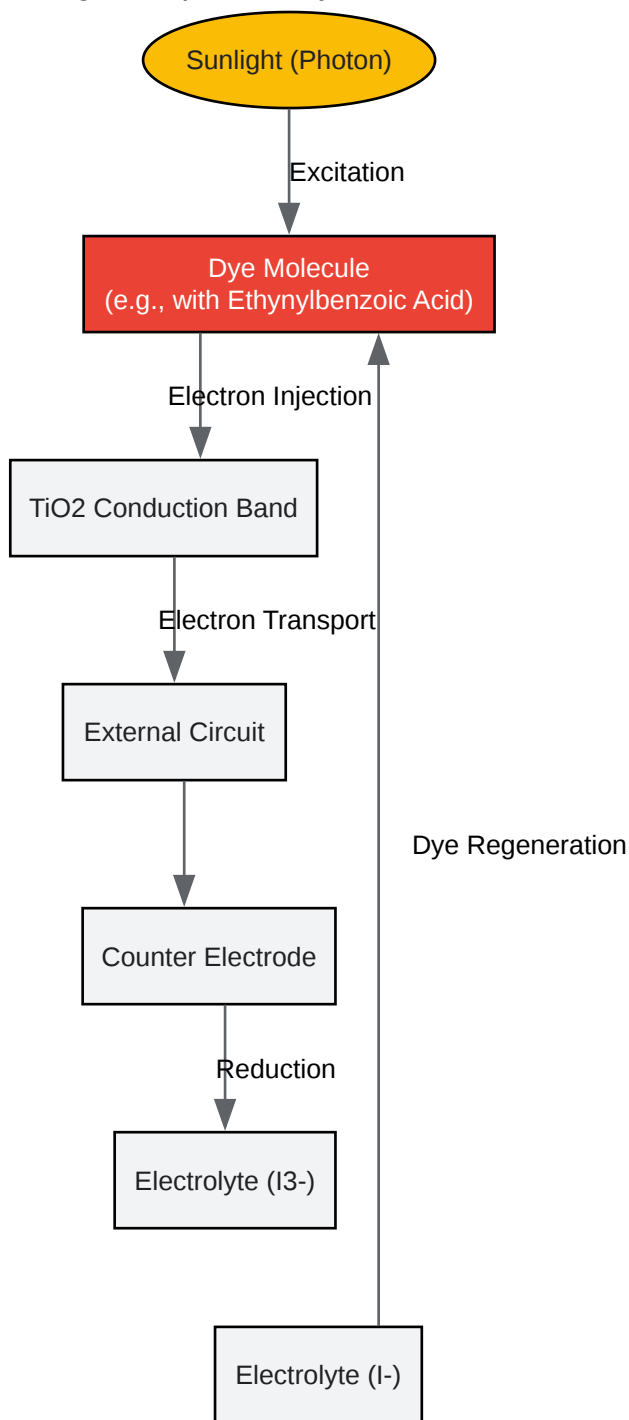 Sunlight (Photon)
Excitation
Dye Molecule
(e.g., with Ethynylbenzoic Acid)
Electron Injection
TiO2 Conduction Band
Electron Transport
External Circuit
Dye Regeneration
Counter Electrode
Reduction
Electrolyte (I3-)
Electrolyte (I-)